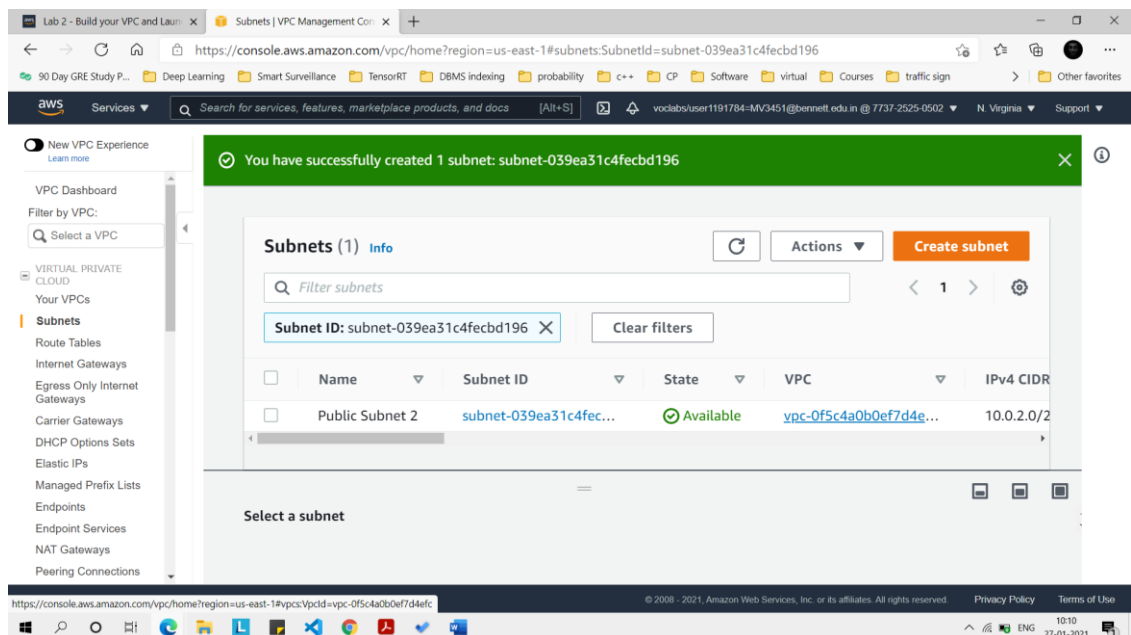 Lab 2 - Build your VPC and Laun
Subnets | VPC Management Con
https://console.aws.amazon.com/vpc/home?region=us-east-1#subnets:SubnetId=subnet-039ea31c4fecbd196
90 Day GRE Study P... Deep Learning Smart Surveillance TensorRT DBMS indexing probability c++ CP Software virtual Courses traffic sign Other favorites
aws Services Search for services, features, marketplace products, and docs [Alt+S] voclabs/user1191784=MV3451@bennett.edu.in @ 7737-2525-0502 N. Virginia Support
New VPC Experience
Learn more
You have successfully created 1 subnet: subnet-039ea31c4fecbd196
VPC Dashboard
Filter by VPC:
Select a VPC
VIRTUAL PRIVATE
CLOUD
Your VPCs
Subnets
Route Tables
Internet Gateways
Egress Only Internet
Gateways
Carrier Gateways
DHCP Options Sets
Elastic IPs
Managed Prefix Lists
Endpoints
Endpoint Services
NAT Gateways
Peering Connections
Subnets (1) Info
Actions
Create subnet
Filter subnets
1
Subnet ID: subnet-039ea31c4fecbd196
Clear filters
Name Subnet ID State VPC IPv4 CIDR
Public Subnet 2 subnet-039ea31c4fec... Available vpc-0f5c4a0b0ef7d4e... 10.0.2.0/2
Select a subnet
https://console.aws.amazon.com/vpc/home?region=us-east-1#vpcs:VpcId=vpc-0f5c4a0b0ef7d4efc
© 2008 - 2021, Amazon Web Services, Inc. or its affiliates. All rights reserved. Privacy Policy Terms of Use
ENG
10:10
27-01-2021